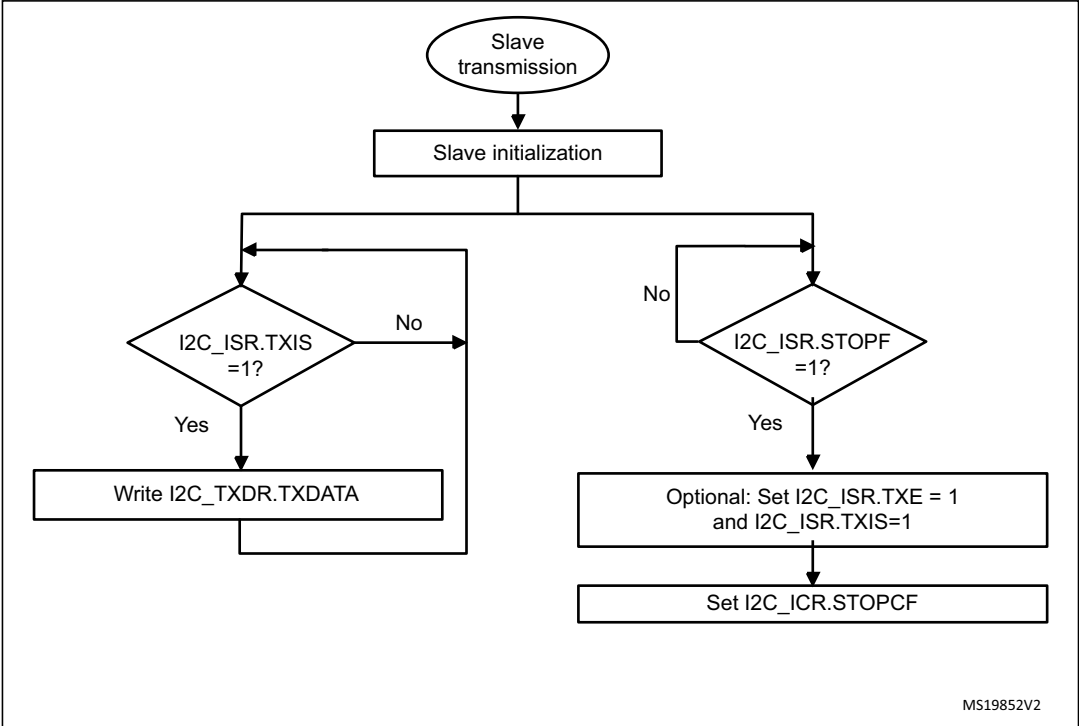 Slave
transmission
Slave initialization
I2C_ISR.TXIS
=1?
No
Yes
Write I2C_TXDR.TXDATA
No
I2C_ISR.STOPF
=1?
Yes
Optional: Set I2C_ISR.TXE = 1
and I2C_ISR.TXIS=1
Set I2C_ICR.STOPCF
MS19852V2